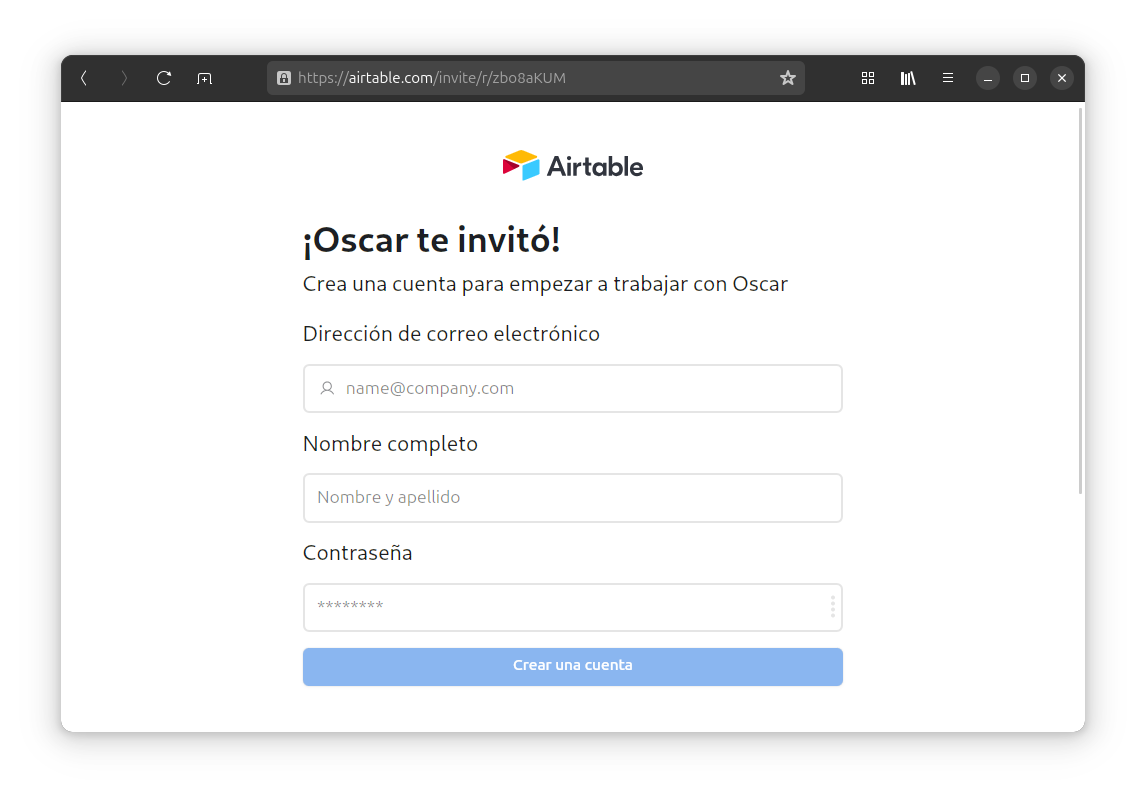 https://airtable.com/invite/r/zbo8aKUM
Airtable
¡Oscar te invitó!
Crea una cuenta para empezar a trabajar con Oscar
Dirección de correo electrónico
name@company.com
Nombre completo
Nombre y apellido
Contraseña
********
Crear una cuenta